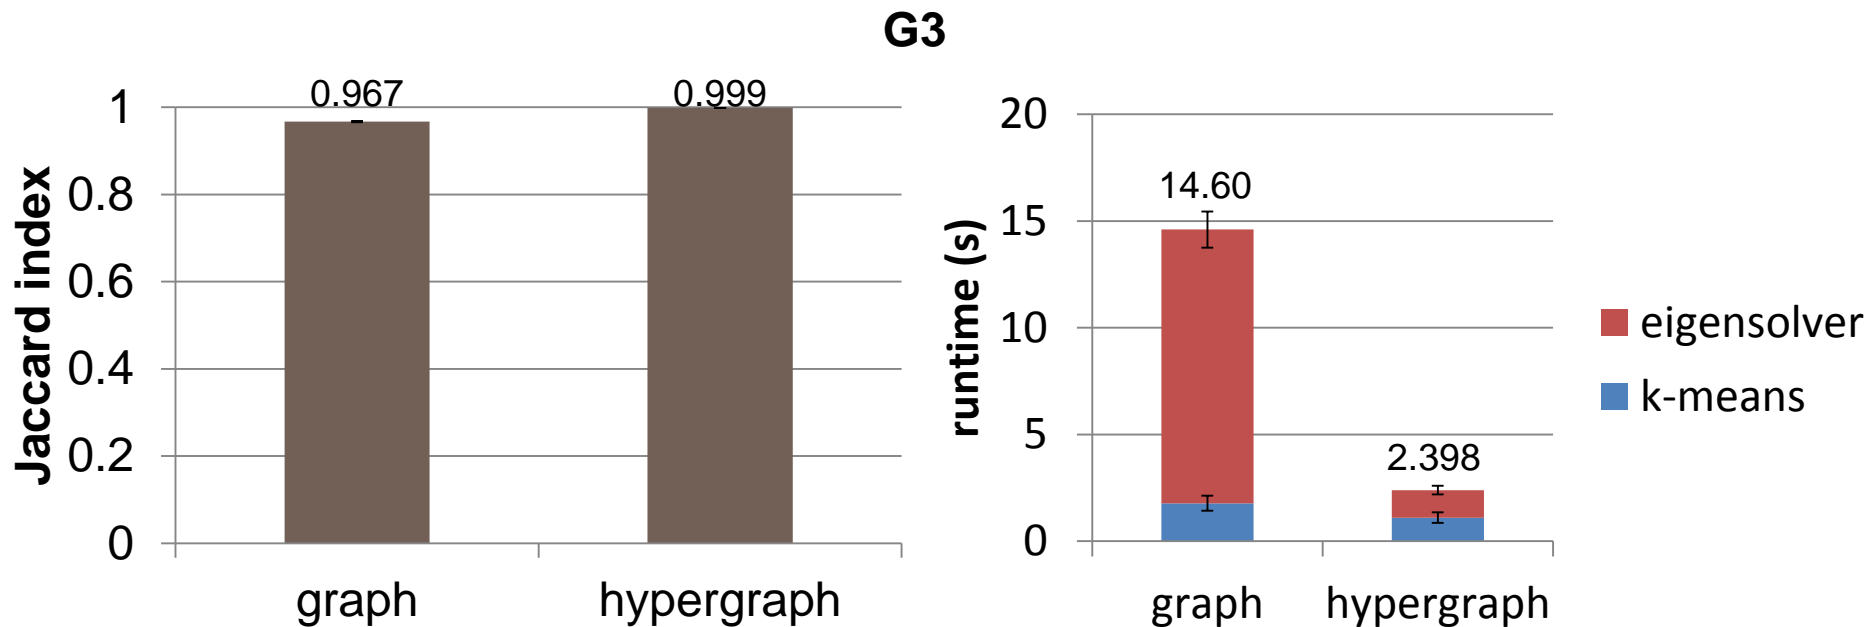 G3
Jaccard index
1
0.8
0.6
0.4
0.2
0
0.967
0.999
graph
hypergraph
runtime (s)
20
15
10
5
0
14.60
2.398
graph
hypergraph
eigensolver
k-means